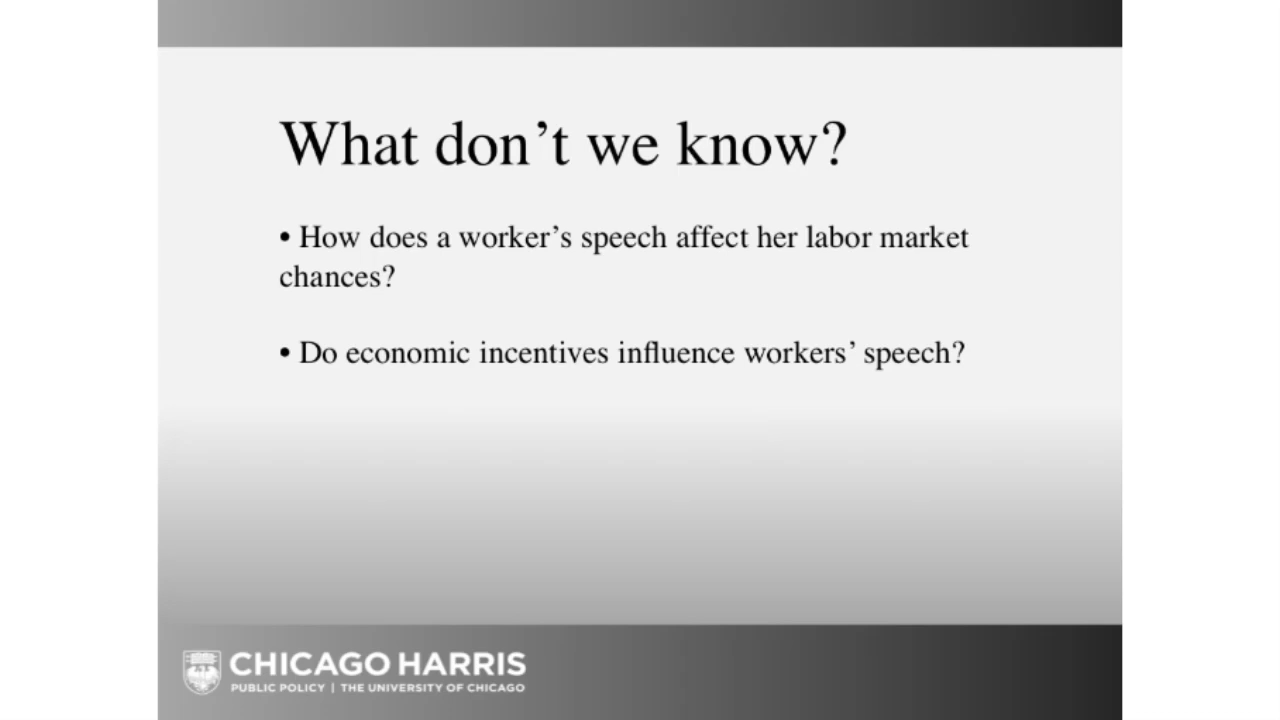 What don’t we know?
• How does a worker’s speech affect her labor market
chances?
• Do economic incentives influence workers’ speech?
CHICAGO HARRIS
PUBLIC POLICY | THE UNIVERSITY OF CHICAGO